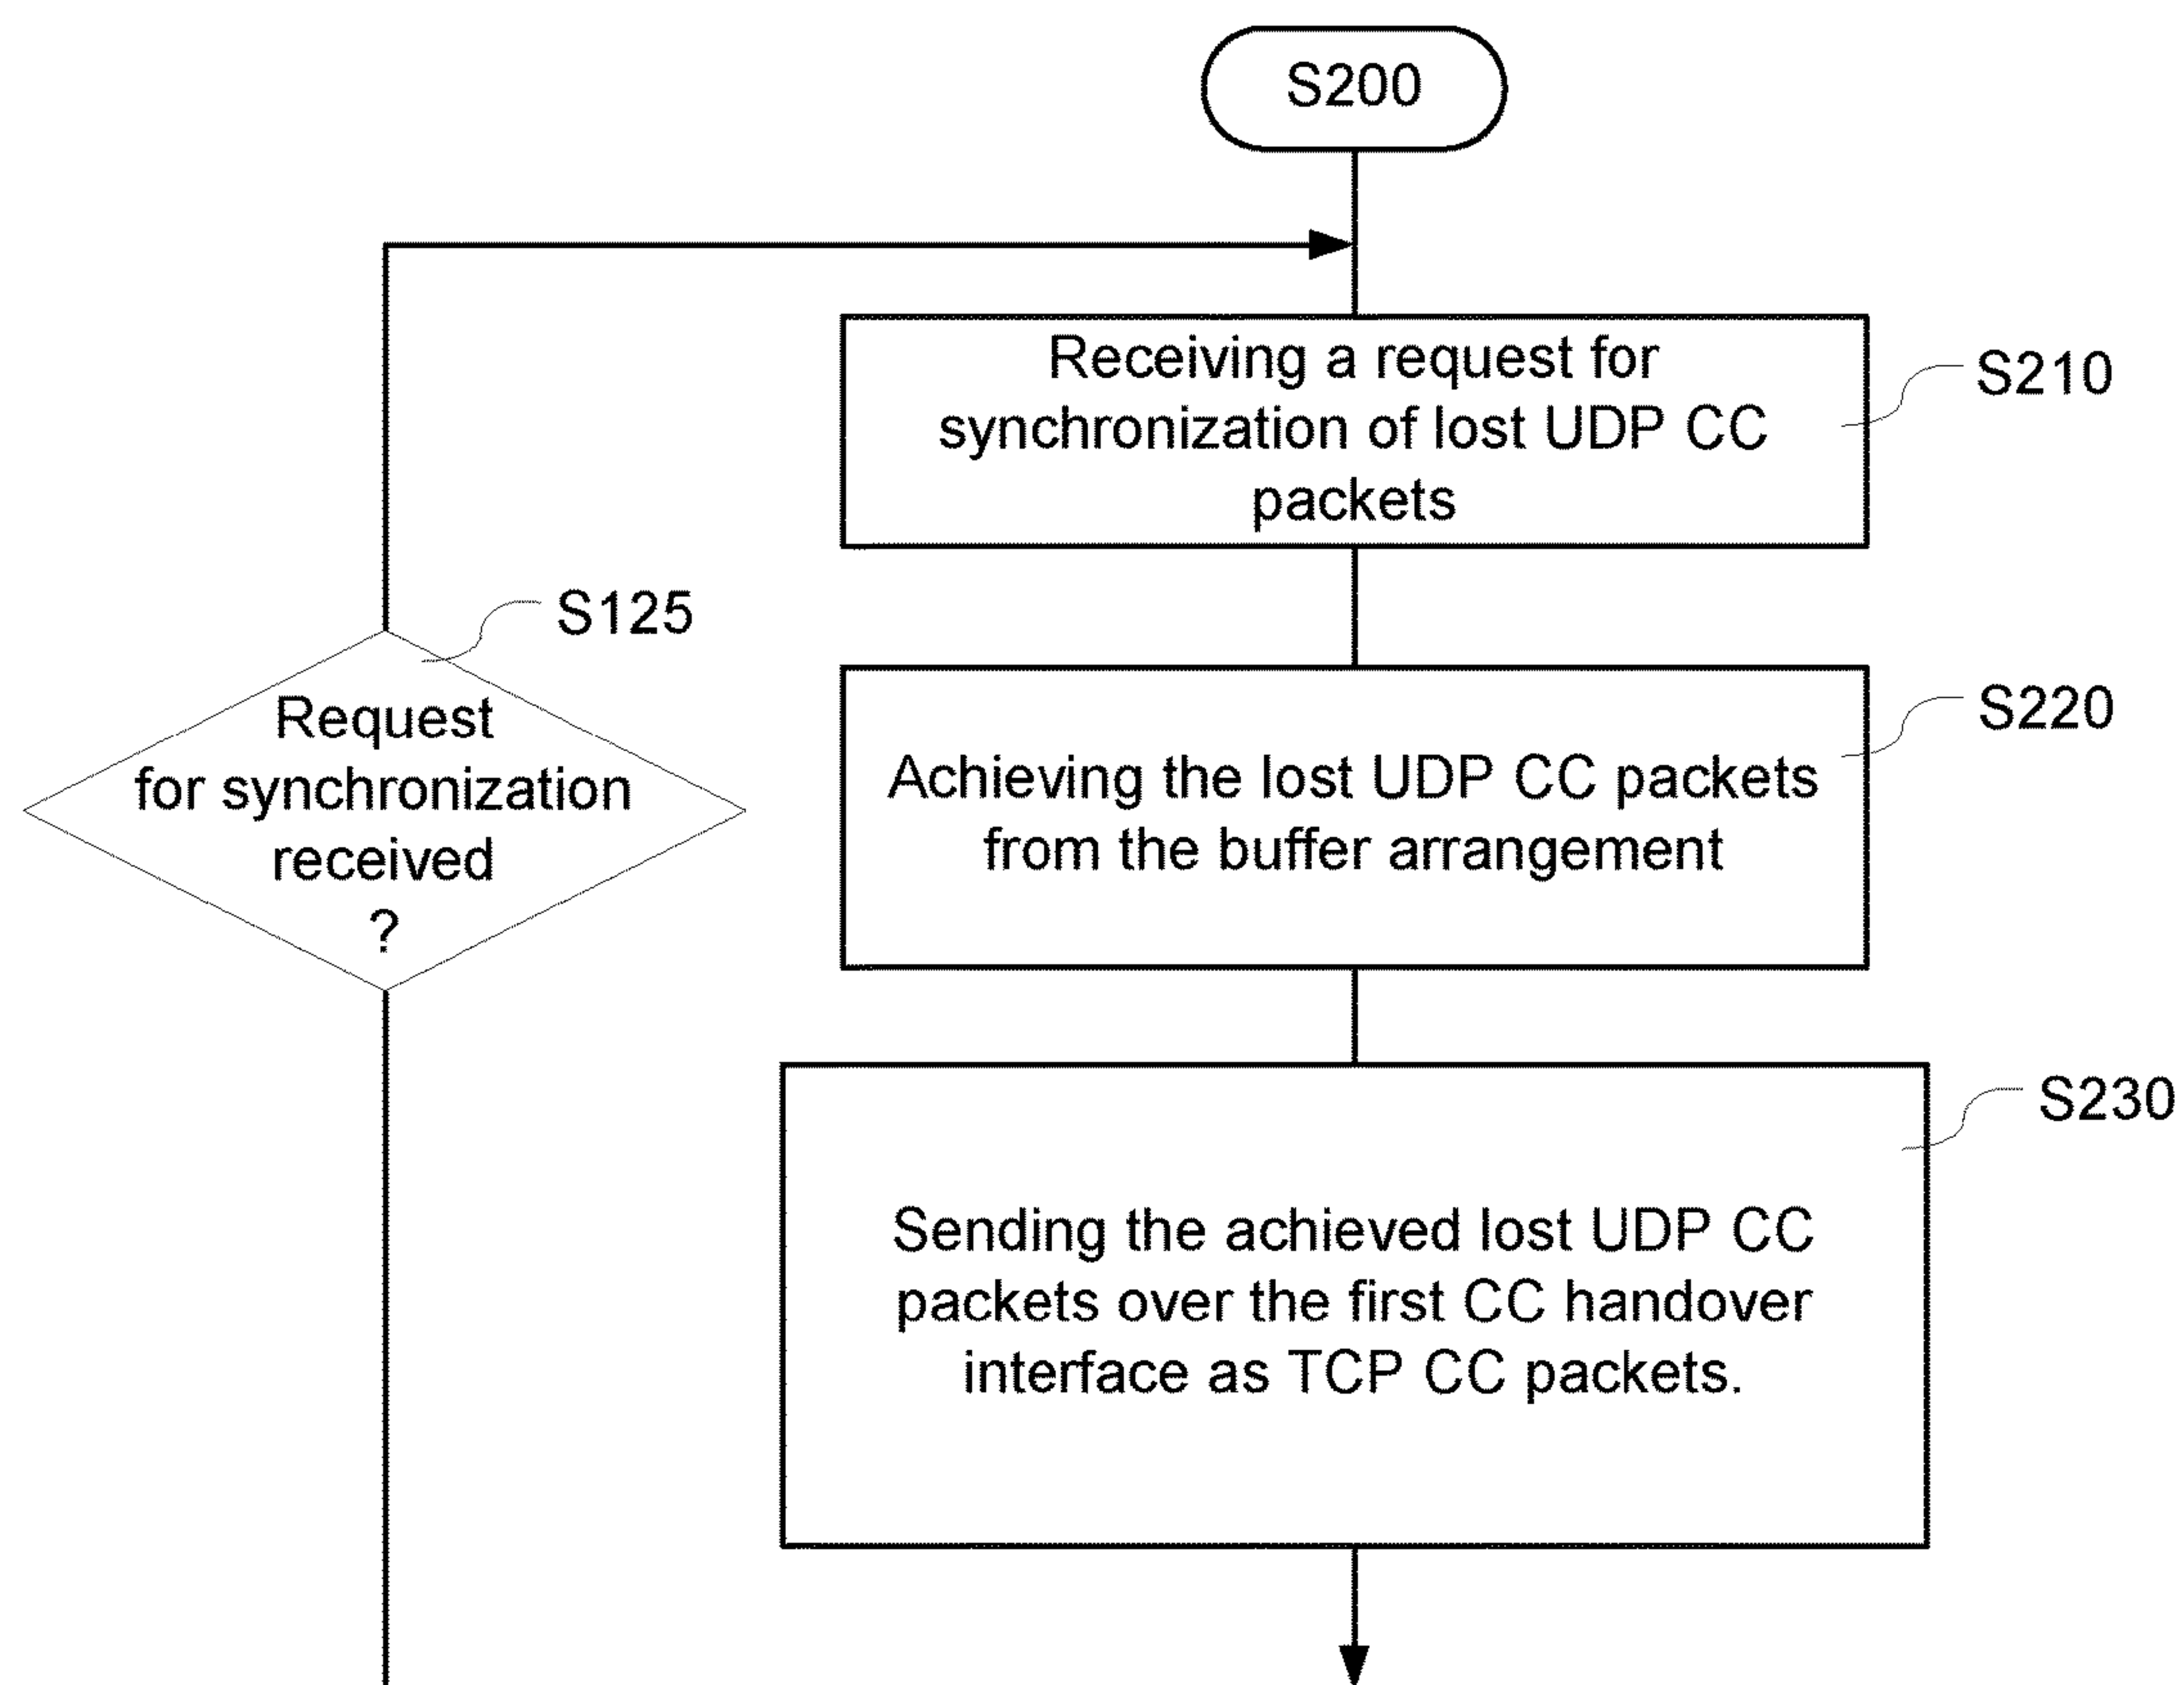 S200
Receiving a request for
synchronization of lost UDP CC
packets
S210
S125
Request
for synchronization
received
?
Achieving the lost UDP CC packets
from the buffer arrangement
S220
Sending the achieved lost UDP CC
packets over the first CC handover
interface as TCP CC packets.
S230